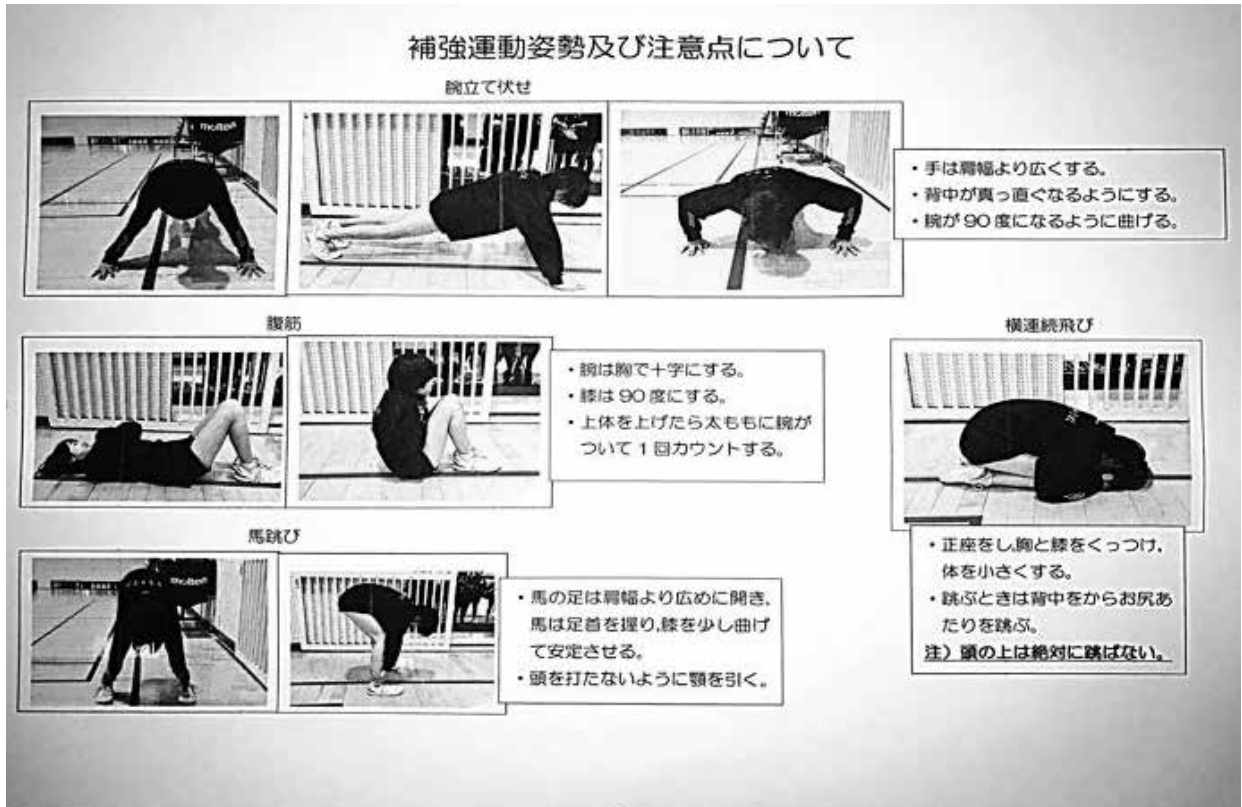 補強運動姿勢及び注意点について
腕立て伏せ
molten
・手は肩幅より広くする。
・背中が真っ直ぐなるようにする。
・腕が90度になるように曲げる。
腹筋
・腕は胸で十字にする。
・膝は90度にする。
・上体を上げたら太ももに腕が
ついて1回カウントする。
横連続飛び
・正座をし,胸と膝をくっつけ,
体を小さくする。
・跳ぶときは背中をからお尻あ
たりを跳ぶ。
注）頭の上は絶対に跳ばない。
馬跳び
molten
・馬の足は肩幅より広めに開き,
馬は足首を握り,膝を少し曲げ
て安定させる。
・頭を打たないように顎を引く。